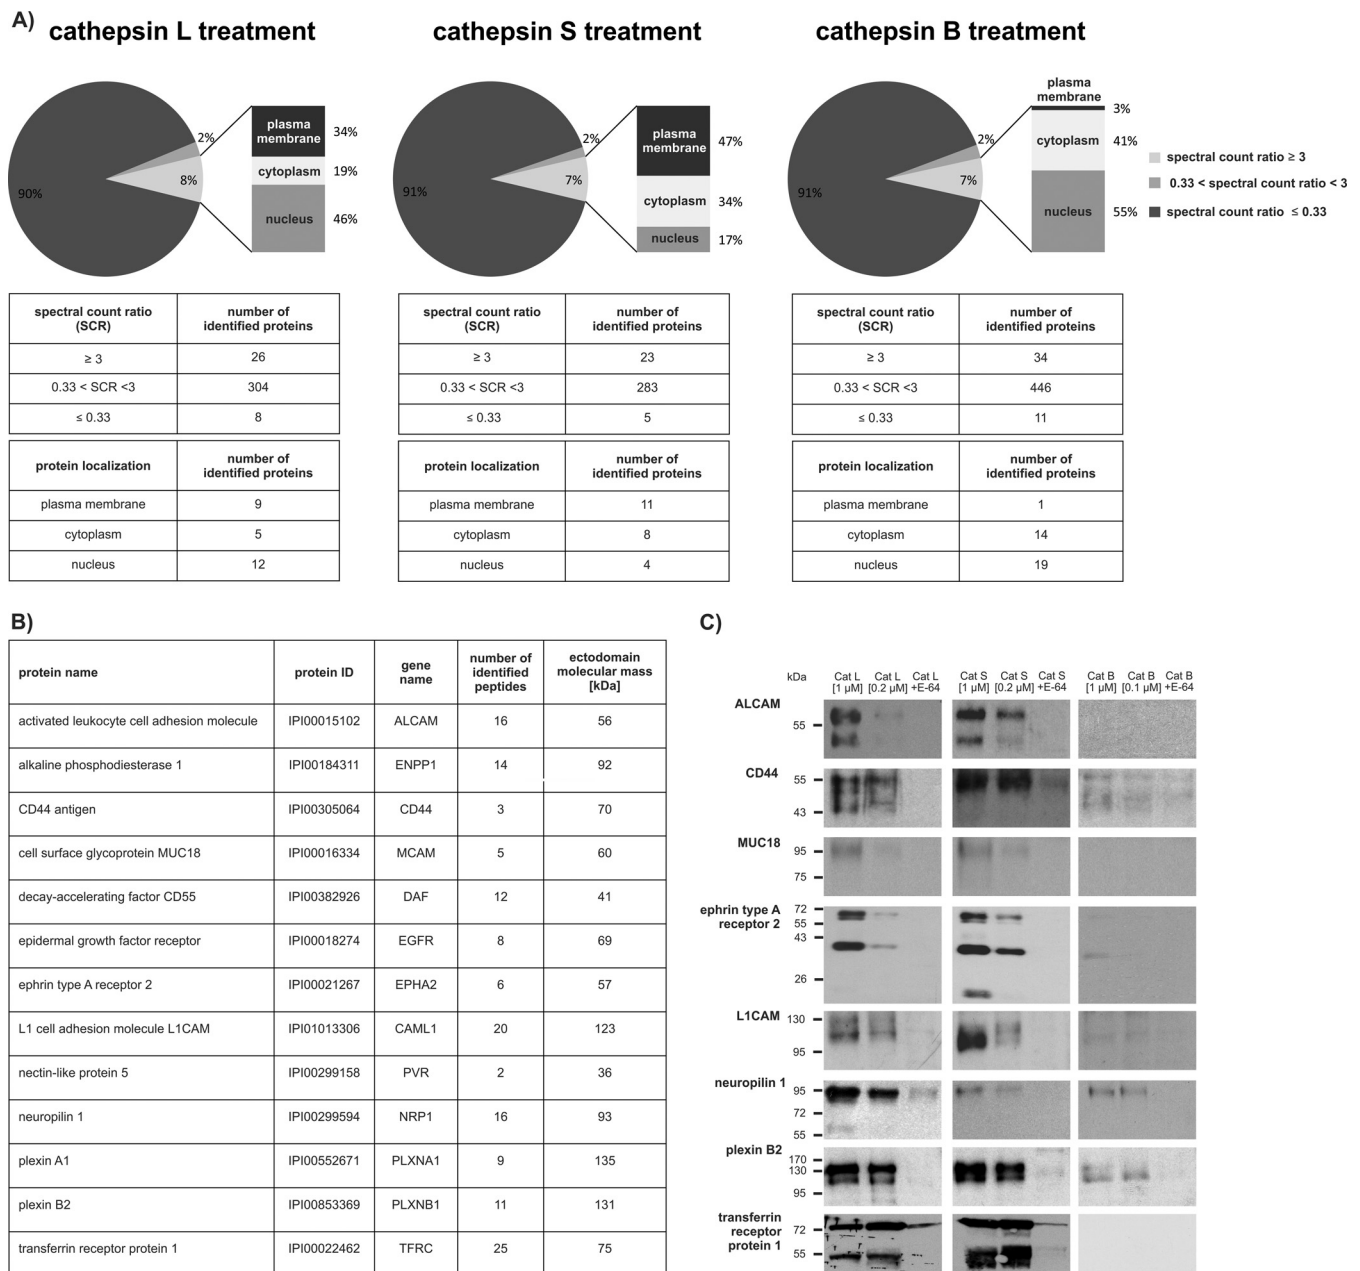 A)
cathepsin L treatment
90%
2%
8%
plasma
membrane
34%
cytoplasm
19%
nucleus
46%
cathepsin S treatment
91%
2%
7%
plasma
membrane
47%
cytoplasm
34%
nucleus
17%
cathepsin B treatment
91%
2%
7%
plasma
membrane
3%
cytoplasm
41%
nucleus
55%
spectral count ratio ≥ 3
0.33 < spectral count ratio < 3
spectral count ratio ≤ 0.33
spectral count ratio
(SCR)
number of
identified proteins
≥ 3 26
0.33 < SCR <3 304
≤ 0.33 8
protein localization
number of
identified proteins
plasma membrane 9
cytoplasm 5
nucleus 12
spectral count ratio
(SCR)
number of
identified proteins
≥ 3 23
0.33 < SCR <3 283
≤ 0.33 5
protein localization
number of
identified proteins
plasma membrane 11
cytoplasm 8
nucleus 4
spectral count ratio
(SCR)
number of
identified proteins
≥ 3 34
0.33 < SCR <3 446
≤ 0.33 11
protein localization
number of
identified proteins
plasma membrane 1
cytoplasm 14
nucleus 19
B)
protein name
protein ID
gene
name
number of
identified
peptides
ectodomain
molecular mass
[kDa]
activated leukocyte cell adhesion molecule IPI00015102 ALCAM 16 56
alkaline phosphodiesterase 1 IPI00184311 ENPP1 14 92
CD44 antigen IPI00305064 CD44 3 70
cell surface glycoprotein MUC18 IPI00016334 MCAM 5 60
decay-accelerating factor CD55 IPI00382926 DAF 12 41
epidermal growth factor receptor IPI00018274 EGFR 8 69
ephrin type A receptor 2 IPI00021267 EPHA2 6 57
L1 cell adhesion molecule L1CAM IPI01013306 CAML1 20 123
nectin-like protein 5 IPI00299158 PVR 2 36
neuropilin 1 IPI00299594 NRP1 16 93
plexin A1 IPI00552671 PLXNA1 9 135
plexin B2 IPI00853369 PLXNB1 11 131
transferrin receptor protein 1 IPI00022462 TFRC 25 75
C)
kDa
Cat L Cat L Cat L
[1 µM] [0.2 µM] +E-64
Cat S Cat S Cat S
[1 µM] [0.2 µM] +E-64
Cat B Cat B Cat B
[1 µM] [0.1 µM] +E-64
ALCAM
55
CD44
55
43
MUC18
95
75
ephrin type A
receptor 2
72
55
43
26
L1CAM
130
95
neuropilin 1
95
72
55
plexin B2
170
130
95
transferrin
receptor
protein 1
72
55